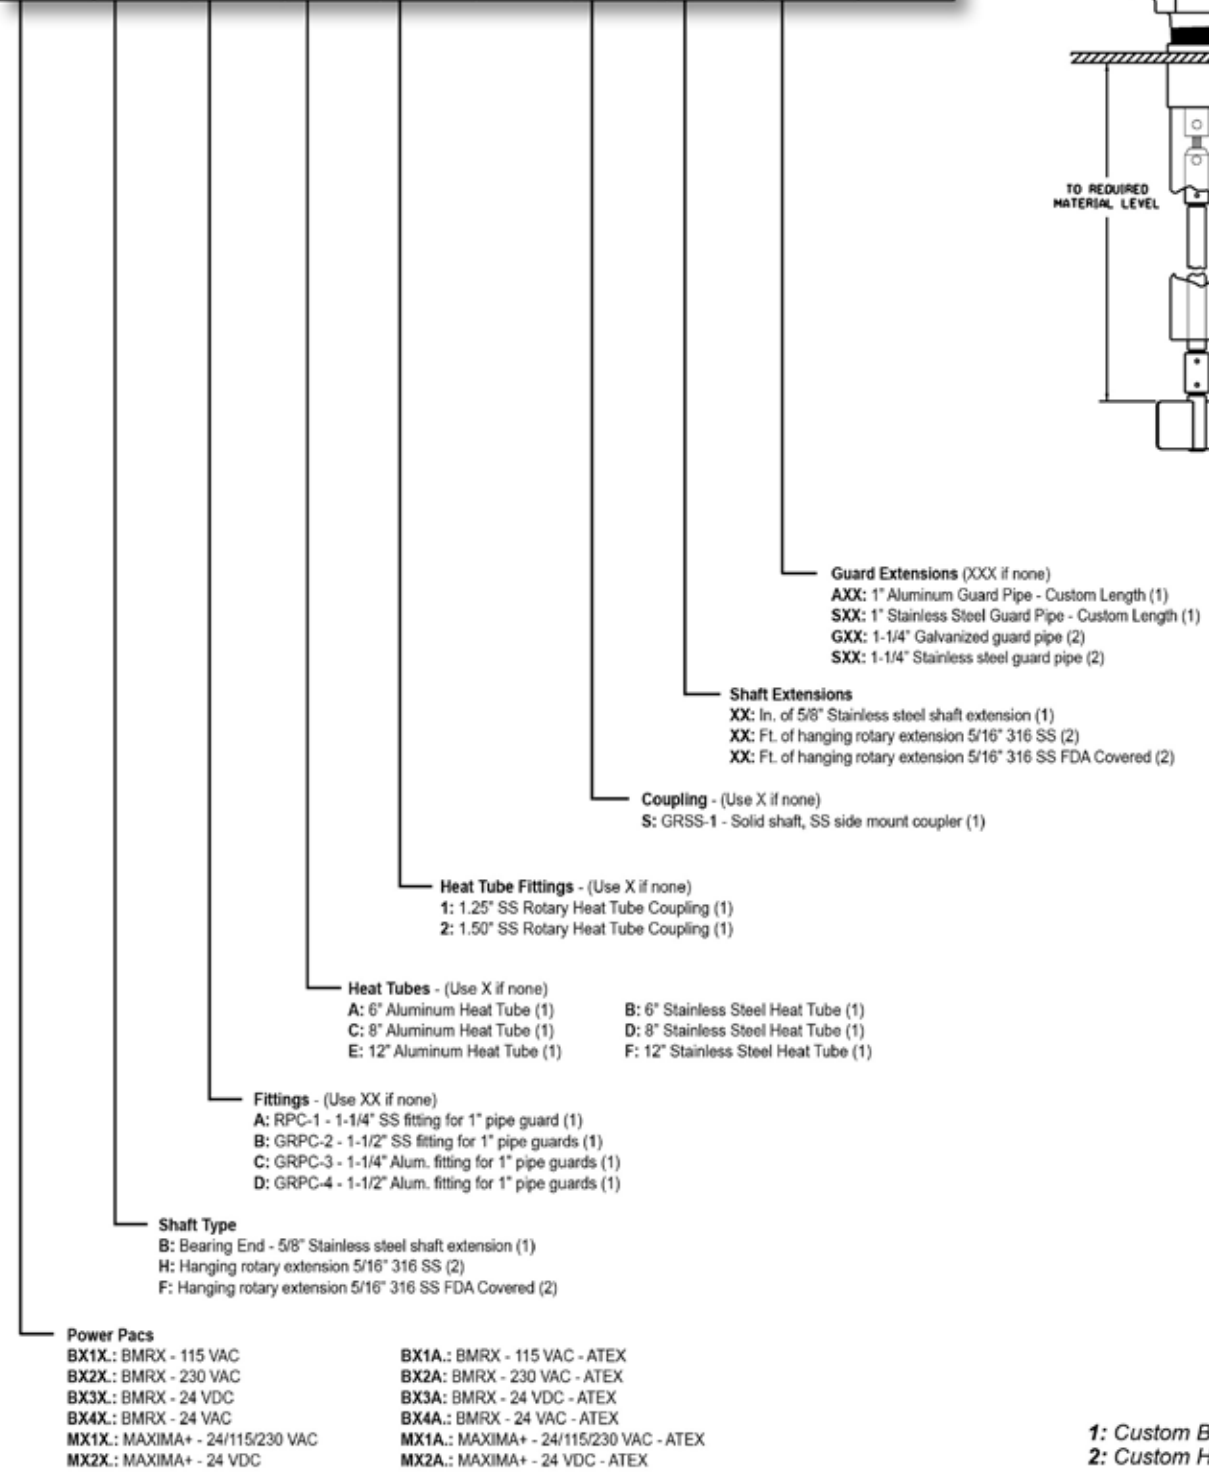 TO REQUIRED
MATERIAL LEVEL
Guard Extensions (XXX if none)
AXX: 1" Aluminum Guard Pipe - Custom Length (1)
SXX: 1" Stainless Steel Guard Pipe - Custom Length (1)
GXX: 1-1/4" Galvanized guard pipe (2)
SXX: 1-1/4" Stainless steel guard pipe (2)
Shaft Extensions
XX: In. of 5/8" Stainless steel shaft extension (1)
XX: Ft. of hanging rotary extension 5/16" 316 SS (2)
XX: Ft. of hanging rotary extension 5/16" 316 SS FDA Covered (2)
Coupling - (Use X if none)
S: GRSS-1 - Solid shaft, SS side mount coupler (1)
Heat Tube Fittings - (Use X if none)
1: 1.25" SS Rotary Heat Tube Coupling (1)
2: 1.50" SS Rotary Heat Tube Coupling (1)
Heat Tubes - (Use X if none)
A: 6" Aluminum Heat Tube (1) B: 6" Stainless Steel Heat Tube (1)
C: 8" Aluminum Heat Tube (1) D: 8" Stainless Steel Heat Tube (1)
E: 12" Aluminum Heat Tube (1) F: 12" Stainless Steel Heat Tube (1)
Fittings - (Use XX if none)
A: RPC-1 - 1-1/4" SS fitting for 1" pipe guard (1)
B: GRPC-2 - 1-1/2" SS fitting for 1" pipe guards (1)
C: GRPC-3 - 1-1/4" Alum. fitting for 1" pipe guards (1)
D: GRPC-4 - 1-1/2" Alum. fitting for 1" pipe guards (1)
Shaft Type
B: Bearing End - 5/8" Stainless steel shaft extension (1)
H: Hanging rotary extension 5/16" 316 SS (2)
F: Hanging rotary extension 5/16" 316 SS FDA Covered (2)
Power Pacs
BX1X.: BMRX - 115 VAC BX1A.: BMRX - 115 VAC - ATEX
BX2X.: BMRX - 230 VAC BX2A: BMRX - 230 VAC - ATEX
BX3X.: BMRX - 24 VDC BX3A: BMRX - 24 VDC - ATEX
BX4X.: BMRX - 24 VAC BX4A.: BMRX - 24 VAC - ATEX
MX1X.: MAXIMA+ - 24/115/230 VAC MX1A.: MAXIMA+ - 24/115/230 VAC - ATEX
MX2X.: MAXIMA+ - 24 VDC MX2A.: MAXIMA+ - 24 VDC - ATEX
1: Custom B
2: Custom H